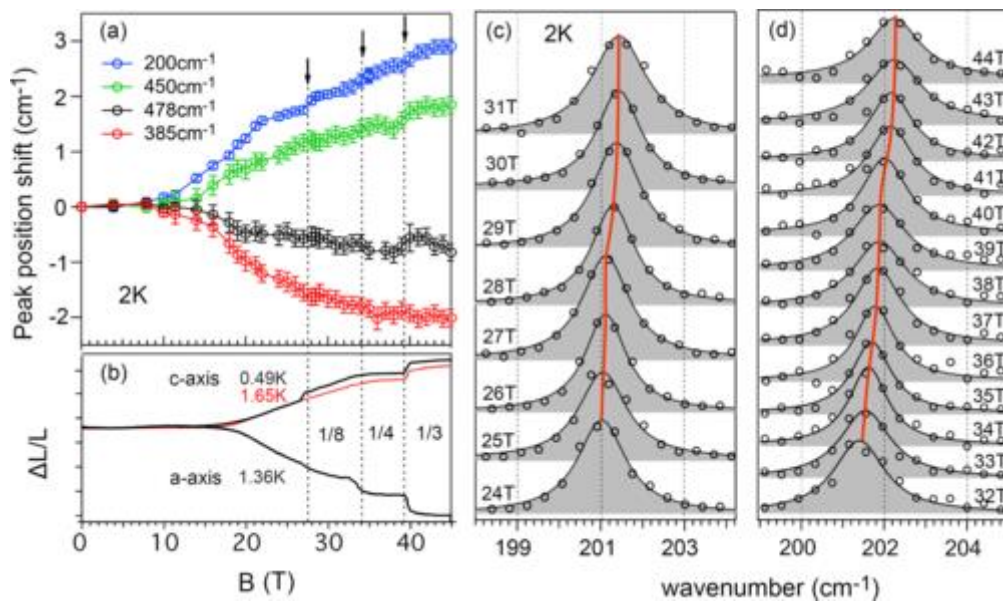 (a)
200cm⁻¹
450cm⁻¹
478cm⁻¹
385cm⁻¹
2K
Peak position shift (cm⁻¹)
3
2
1
0
-1
-2
(b)
c-axis 0.49K
1.65K
1/8 1/4 1/3
a-axis 1.36K
ΔL/L
0 10 20 30 40
B (T)
(c) 2K
31T
30T
29T
28T
27T
26T
25T
24T
199 201 203
(d)
44T
43T
42T
41T
40T
39T
38T
37T
36T
35T
34T
33T
32T
200 202 204
wavenumber (cm⁻¹)